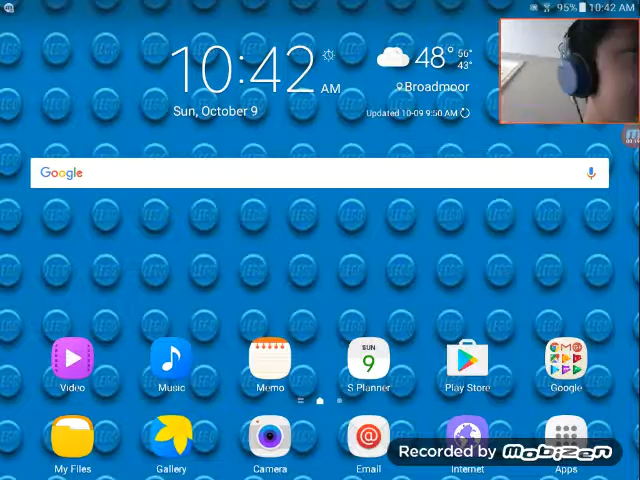 95% 10:42 AM
10:42 AM
Sun, October 9
48° 56°
43°
Broadmoor
Updated 10-09 9:50 AM
Google
Video
Music
Memo
SUN
9
S Planner
Play Store
Google
My Files
Gallery
Camera
Email
Internet
Apps
Recorded by mobizen
LEGO